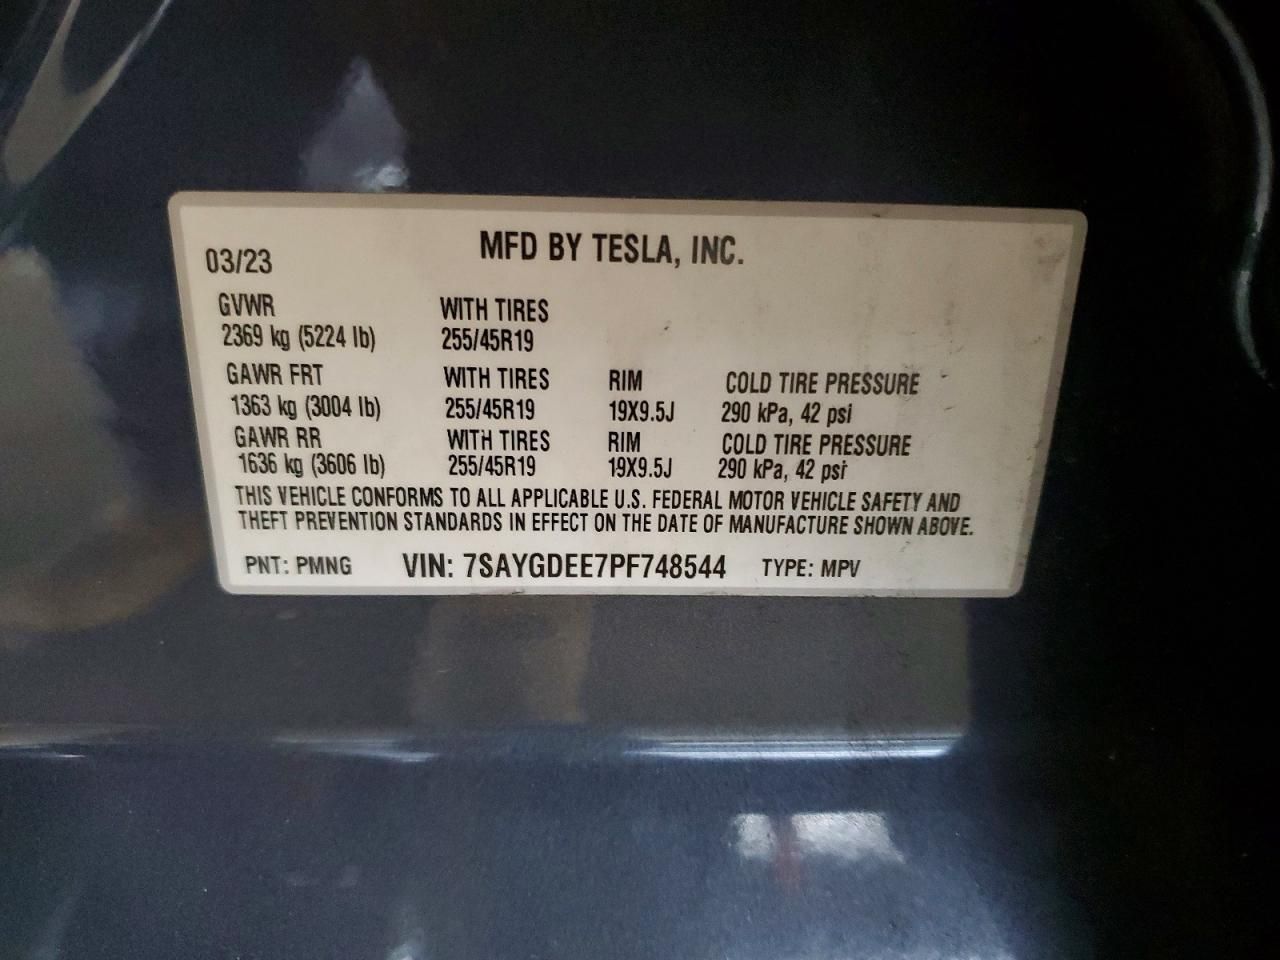 MFD BY TESLA, INC.
03/23
GVWR WITH TIRES
2369 kg (5224 lb) 255/45R19
GAWR FRT WITH TIRES RIM COLD TIRE PRESSURE
1363 kg (3004 lb) 255/45R19 19X9.5J 290 kPa, 42 psi
GAWR RR WITH TIRES RIM COLD TIRE PRESSURE
1636 kg (3606 lb) 255/45R19 19X9.5J 290 kPa, 42 psi
THIS VEHICLE CONFORMS TO ALL APPLICABLE U.S. FEDERAL MOTOR VEHICLE SAFETY AND
THEFT PREVENTION STANDARDS IN EFFECT ON THE DATE OF MANUFACTURE SHOWN ABOVE.
PNT: PMNG VIN: 7SAYGDEE7PF748544 TYPE: MPV